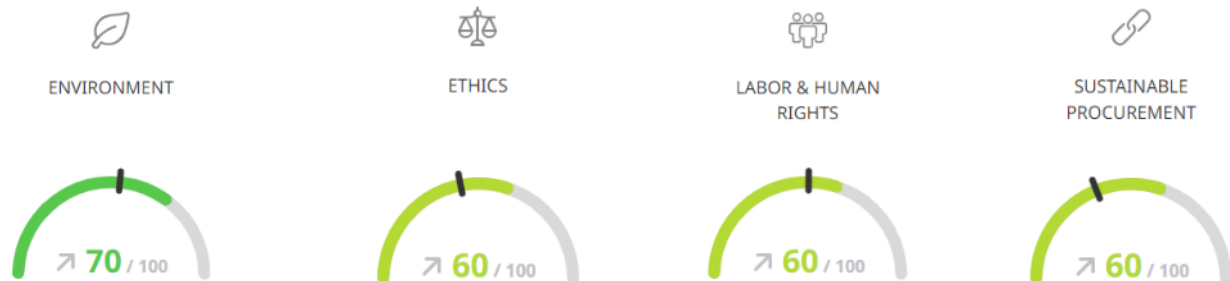 ENVIRONMENT
ETHICS
LABOR & HUMAN
RIGHTS
SUSTAINABLE
PROCUREMENT
70 / 100
60 / 100
60 / 100
60 / 100